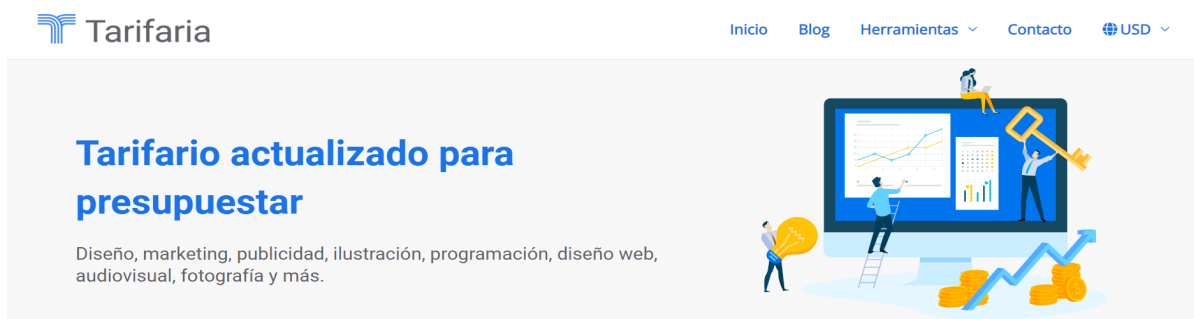 Tarifaria
Inicio Blog Herramientas Contacto USD
Tarifario actualizado para
presupuestar
Diseño, marketing, publicidad, ilustración, programación, diseño web,
audiovisual, fotografía y más.